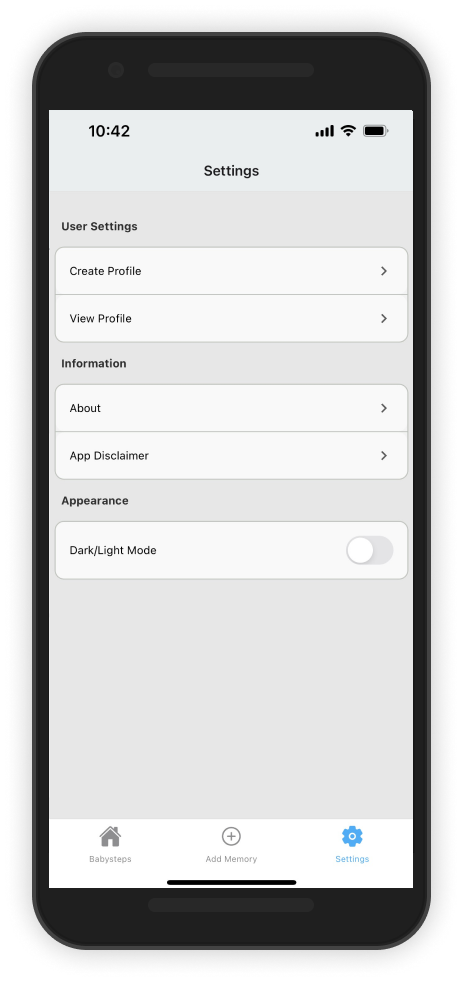 10:42
Settings
User Settings
Create Profile
View Profile
Information
About
App Disclaimer
Appearance
Dark/Light Mode
Babysteps
Add Memory
Settings